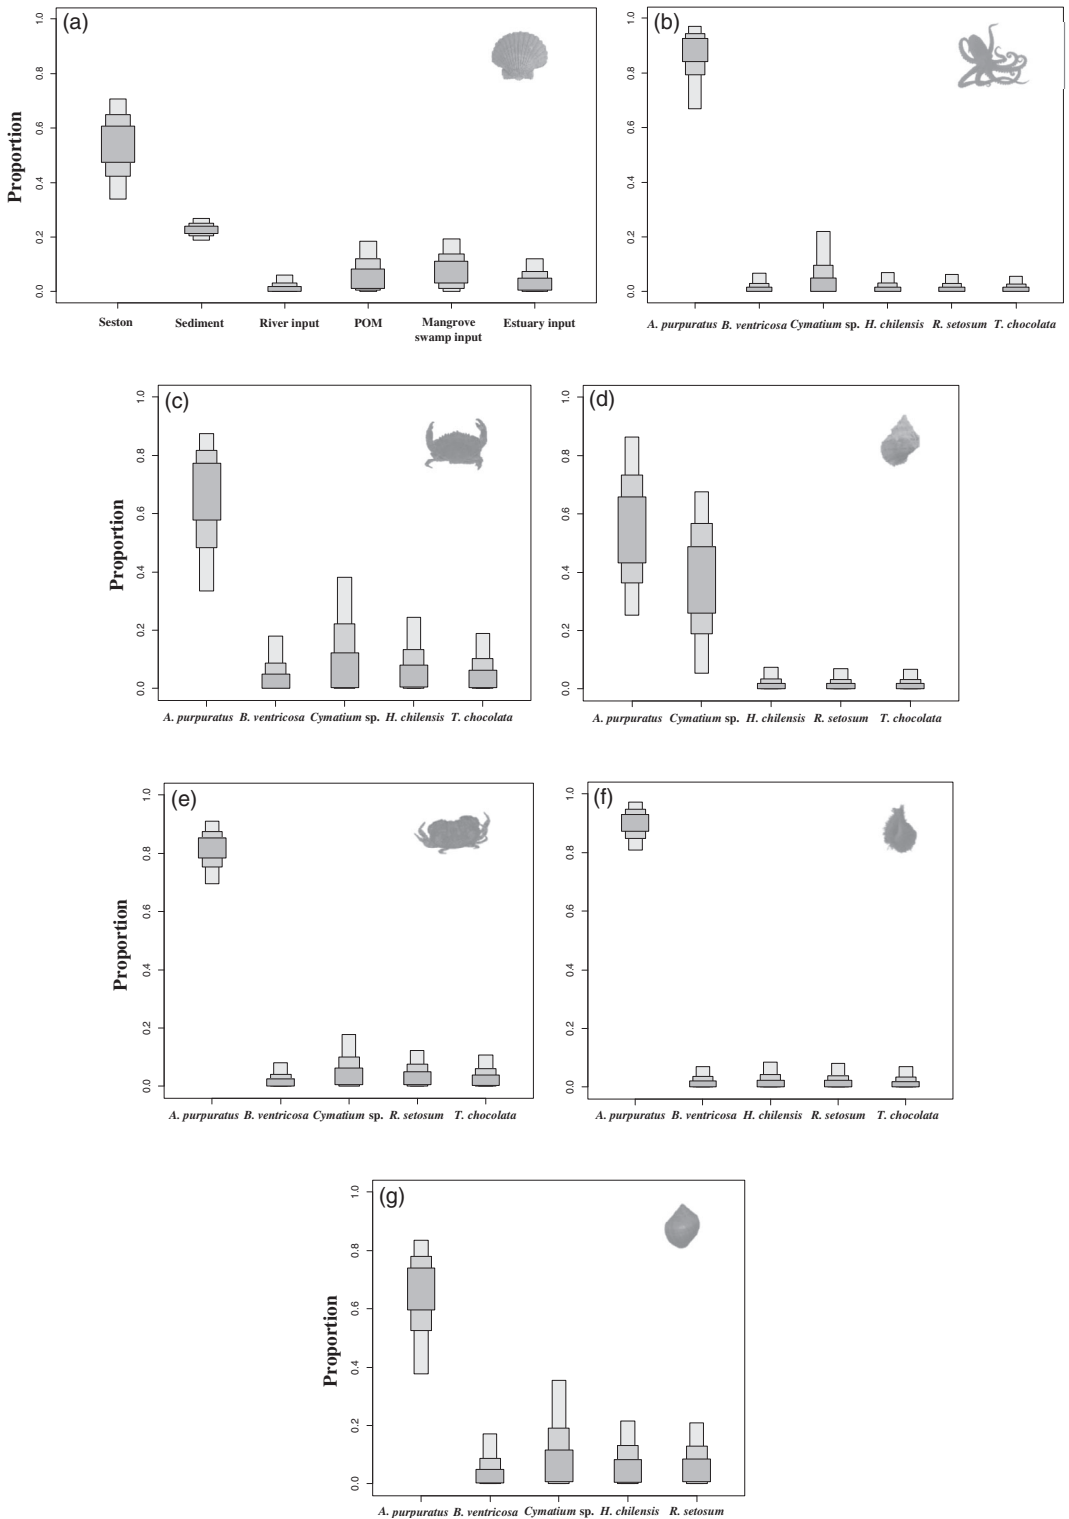 (a)
Proportion
1.0
0.8
0.6
0.4
0.2
0.0
Seston Sediment River input POM Mangrove swamp input Estuary input
(b)
1.0
0.8
0.6
0.4
0.2
0.0
A. purpuratus B. ventricosa Cymatium sp. H. chilensis R. setosum T. chocolata
(c)
Proportion
1.0
0.8
0.6
0.4
0.2
0.0
A. purpuratus B. ventricosa Cymatium sp. H. chilensis T. chocolata
(d)
1.0
0.8
0.6
0.4
0.2
0.0
A. purpuratus Cymatium sp. H. chilensis R. setosum T. chocolata
(e)
Proportion
1.0
0.8
0.6
0.4
0.2
0.0
A. purpuratus B. ventricosa Cymatium sp. R. setosum T. chocolata
(f)
1.0
0.8
0.6
0.4
0.2
0.0
A. purpuratus B. ventricosa H. chilensis R. setosum T. chocolata
(g)
Proportion
1.0
0.8
0.6
0.4
0.2
0.0
A. purpuratus B. ventricosa Cymatium sp. H. chilensis R. setosum